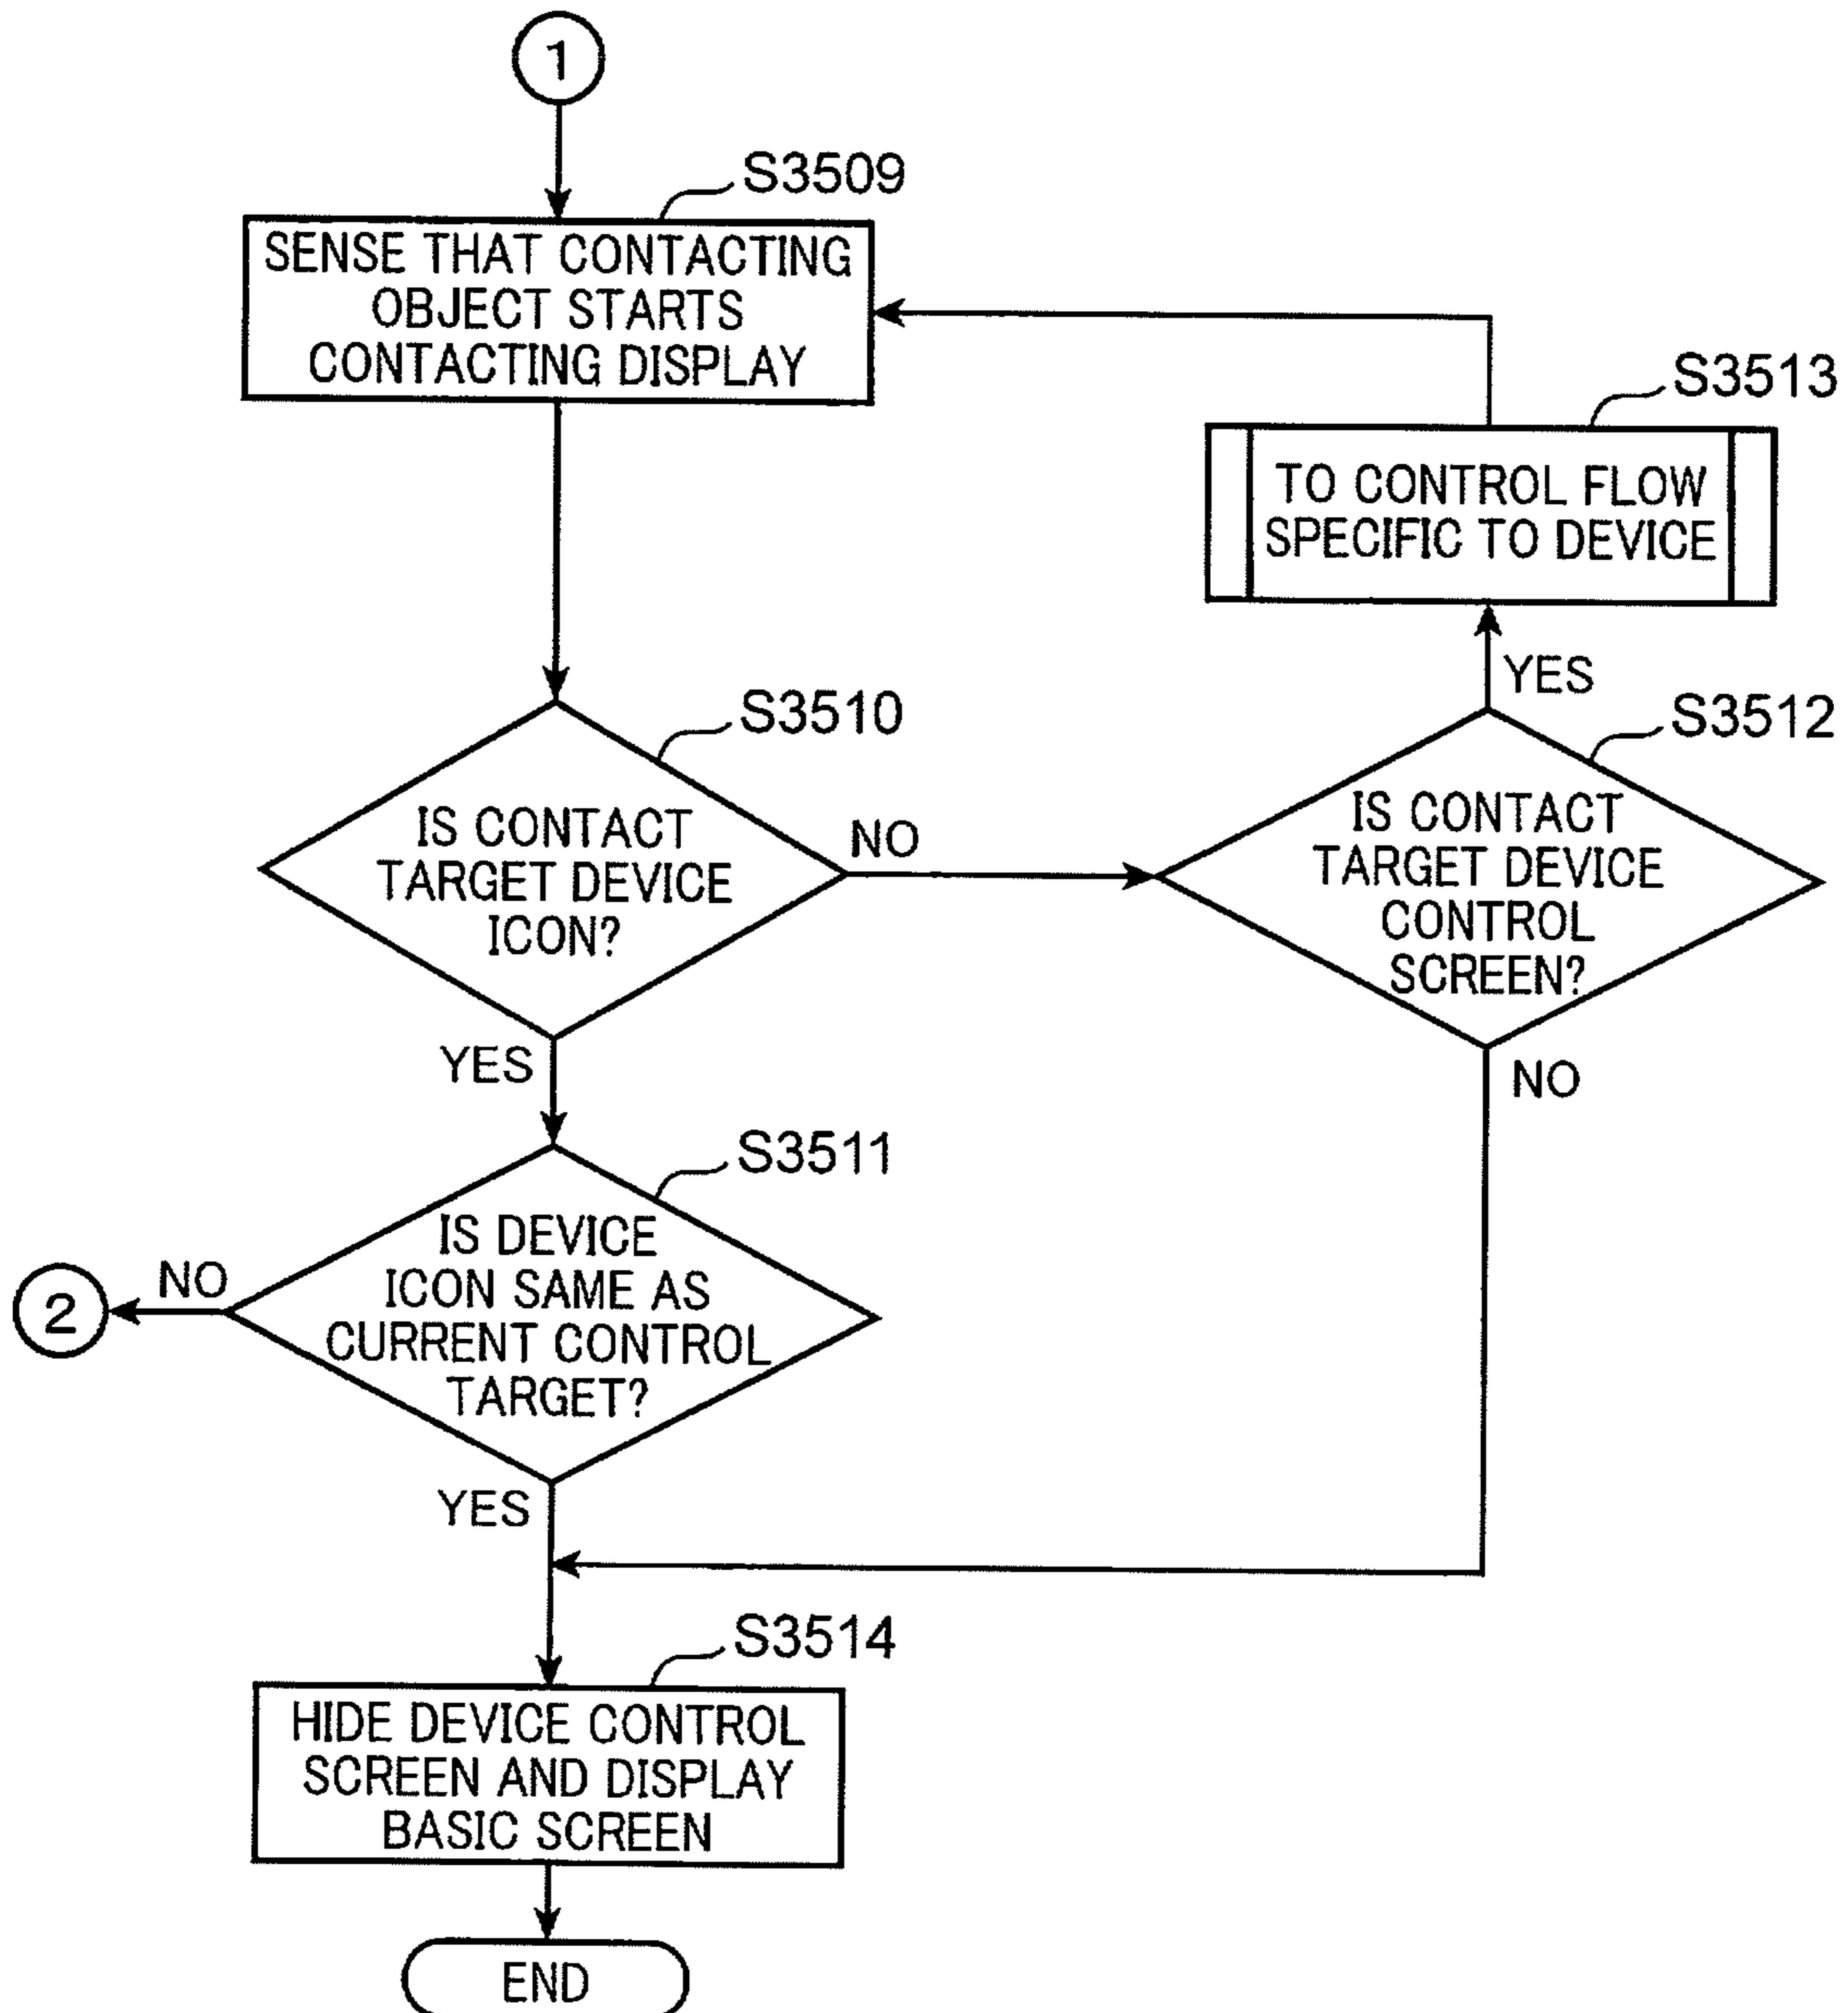 1
S3509
SENSE THAT CONTACTING
OBJECT STARTS
CONTACTING DISPLAY
S3513
TO CONTROL FLOW
SPECIFIC TO DEVICE
YES
S3510
S3512
IS CONTACT
TARGET DEVICE
ICON?
NO
IS CONTACT
TARGET DEVICE
CONTROL
SCREEN?
YES
NO
S3511
IS DEVICE
ICON SAME AS
CURRENT CONTROL
TARGET?
NO
2
YES
S3514
HIDE DEVICE CONTROL
SCREEN AND DISPLAY
BASIC SCREEN
END